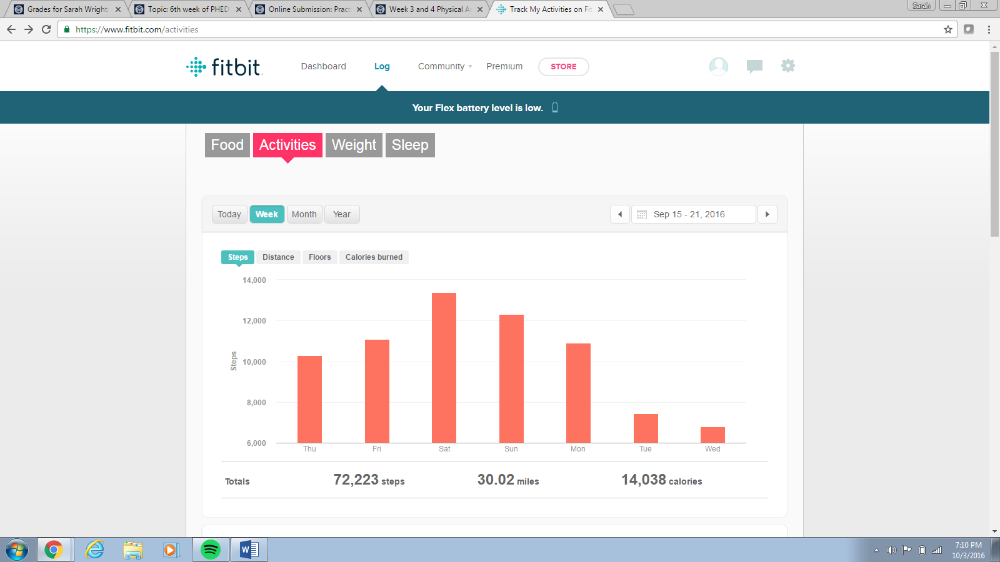 Grades for Sarah Wright:
Topic: 6th week of PHED
Online Submission: Pract
Week 3 and 4 Physical A
Track My Activities on Fit
Sarah
https://www.fitbit.com/activities
fitbit
Dashboard
Log
Community
Premium
STORE
Your Flex battery level is low.
Food Activities Weight Sleep
Today Week Month Year
Sep 15 - 21, 2016
Steps Distance Floors Calories burned
14,000
12,000
10,000
8,000
6,000
Steps
Thu Fri Sat Sun Mon Tue Wed
Totals 72,223 steps 30.02 miles 14,038 calories
7:10 PM
10/3/2016